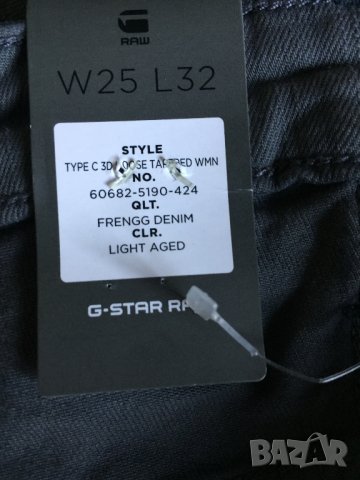 G
RAW
W25 L32
STYLE
TYPE C 3D LOOSE TAPERED WMN
NO.
60682-5190-424
QLT.
FRENGG DENIM
CLR.
LIGHT AGED
G-STAR RAW
BAZAR